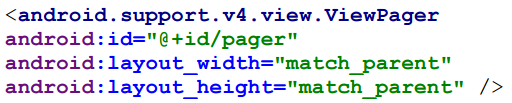 <android.support.v4.view.ViewPager
android:id="@+id/pager"
android:layout_width="match_parent"
android:layout_height="match_parent" />